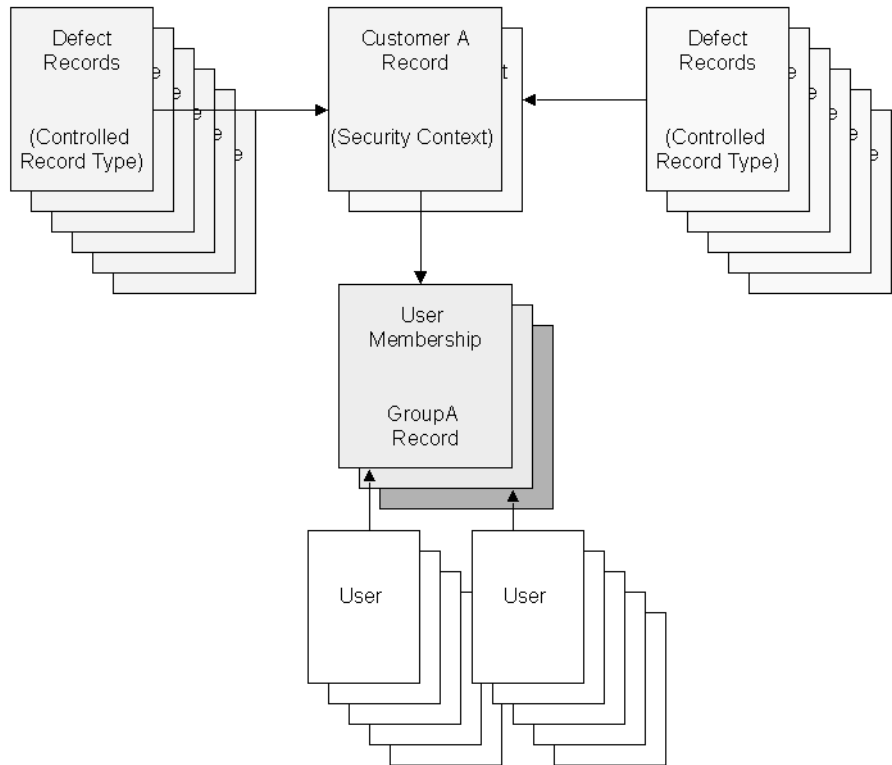 Defect
Records
(Controlled
Record Type)
e
e
e
e
e
Customer A
Record
(Security Context)
t
Defect
Records
(Controlled
Record Type)
e
e
e
e
e
User
Membership
GroupA
Record
User
User